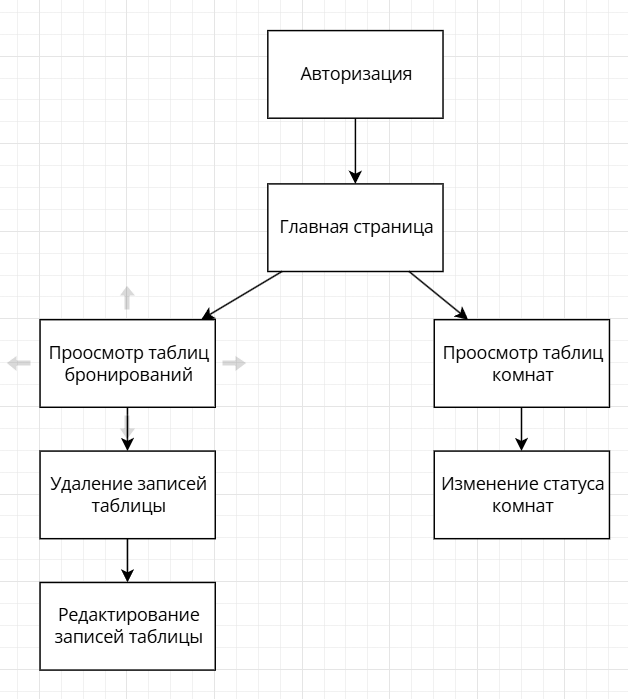 Авторизация
Главная страница
Проосмотр таблиц
бронирований
Проосмотр таблиц
комнат
Удаление записей
таблицы
Изменение статуса
комнат
Редактирование
записей таблицы